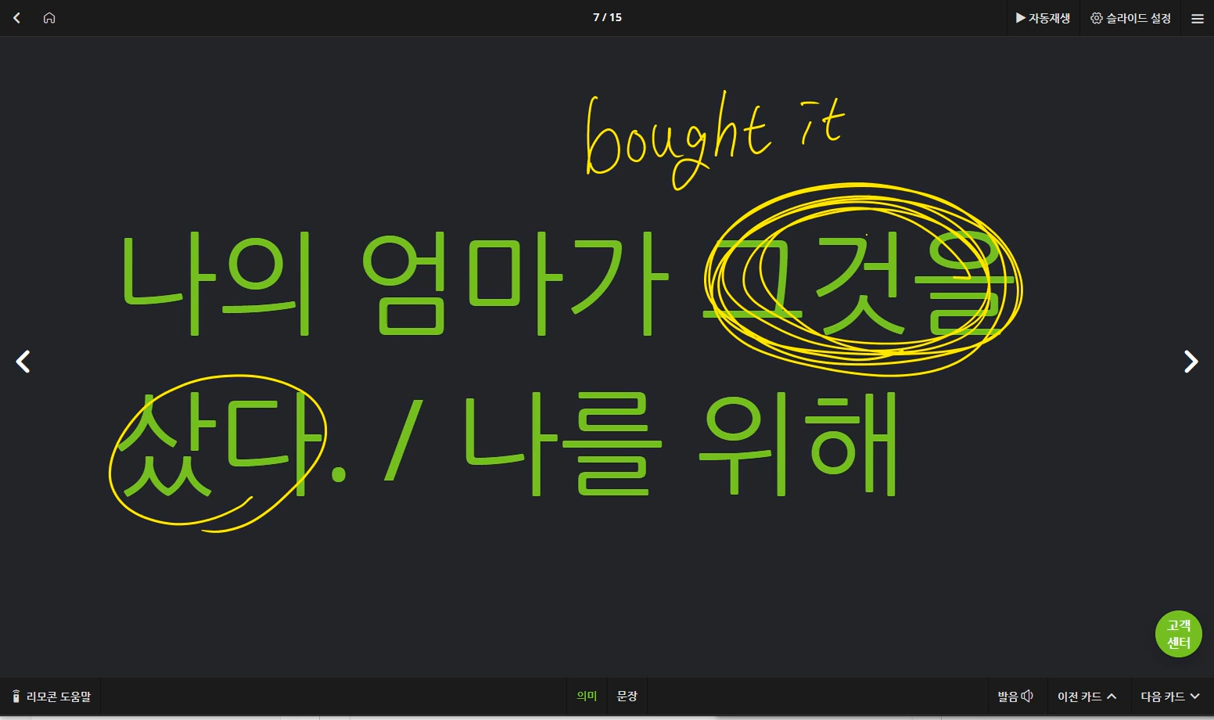 7 / 15
자동재생
슬라이드 설정
bought it
나의 엄마가 그것을
샀다. / 나를 위해
고객
센터
리모콘 도움말
의미
문장
발음
이전 카드
다음 카드